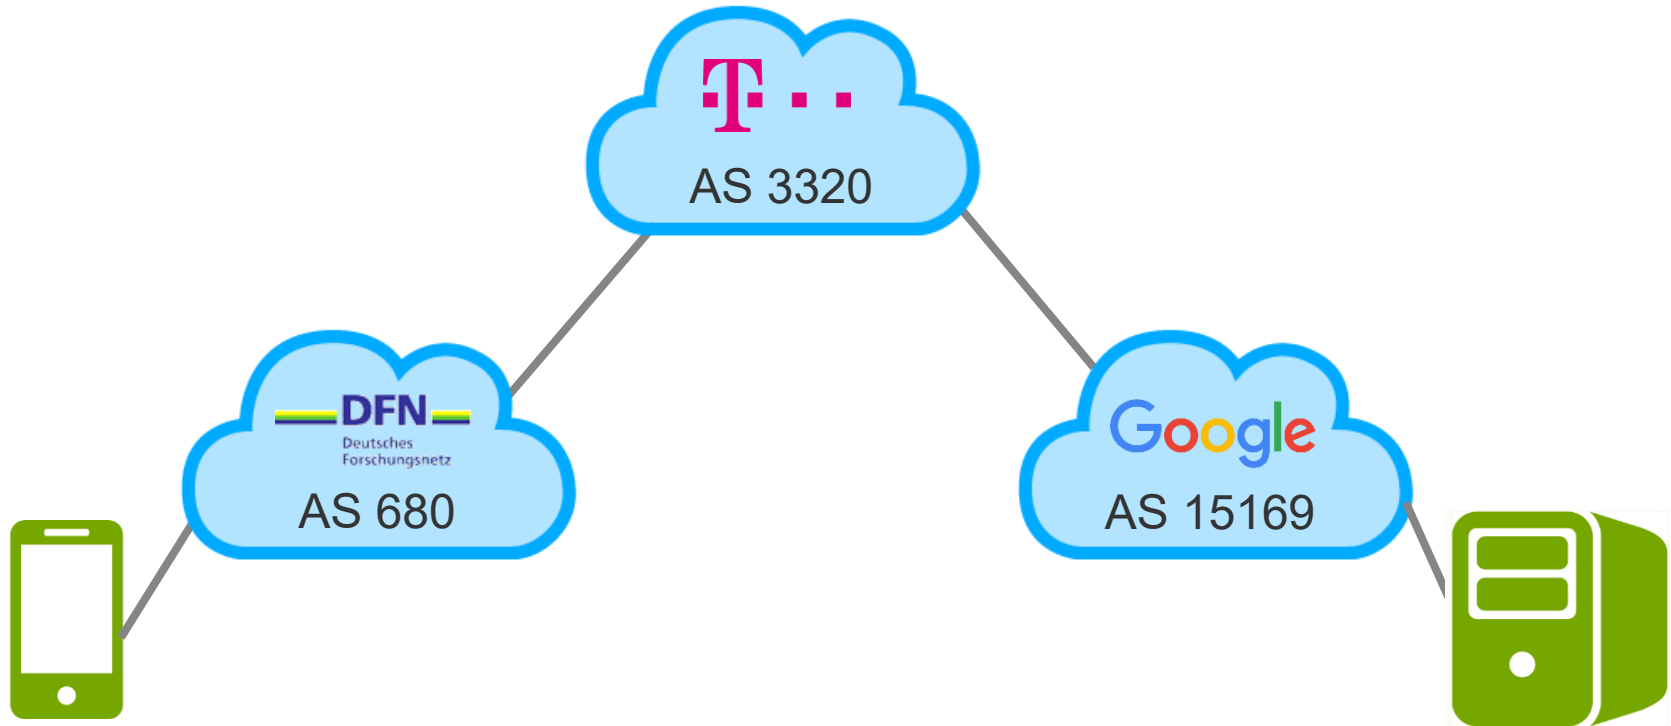 T
AS 3320
DFN
Deutsches
Forschungsnetz
AS 680
Google
AS 15169